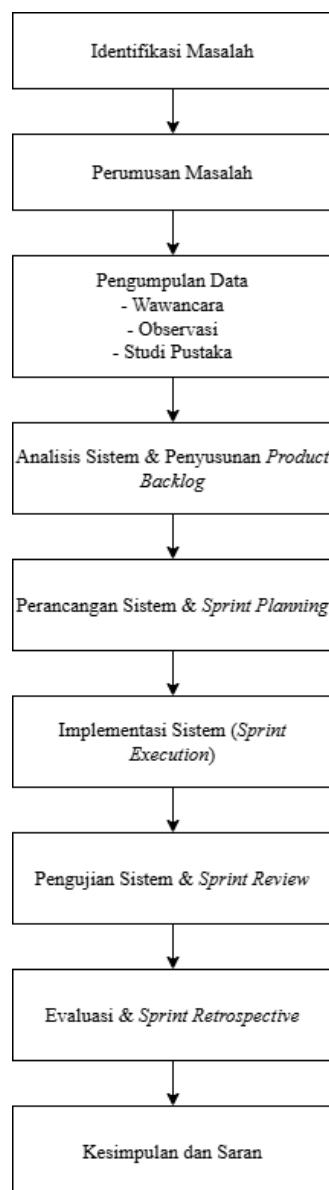 Identifikasi Masalah
Perumusan Masalah
Pengumpulan Data
- Wawancara
- Observasi
- Studi Pustaka
Analisis Sistem & Penyusunan Product
Backlog
Perancangan Sistem & Sprint Planning
Implementasi Sistem (Sprint
Execution)
Pengujian Sistem & Sprint Review
Evaluasi & Sprint Retrospective
Kesimpulan dan Saran